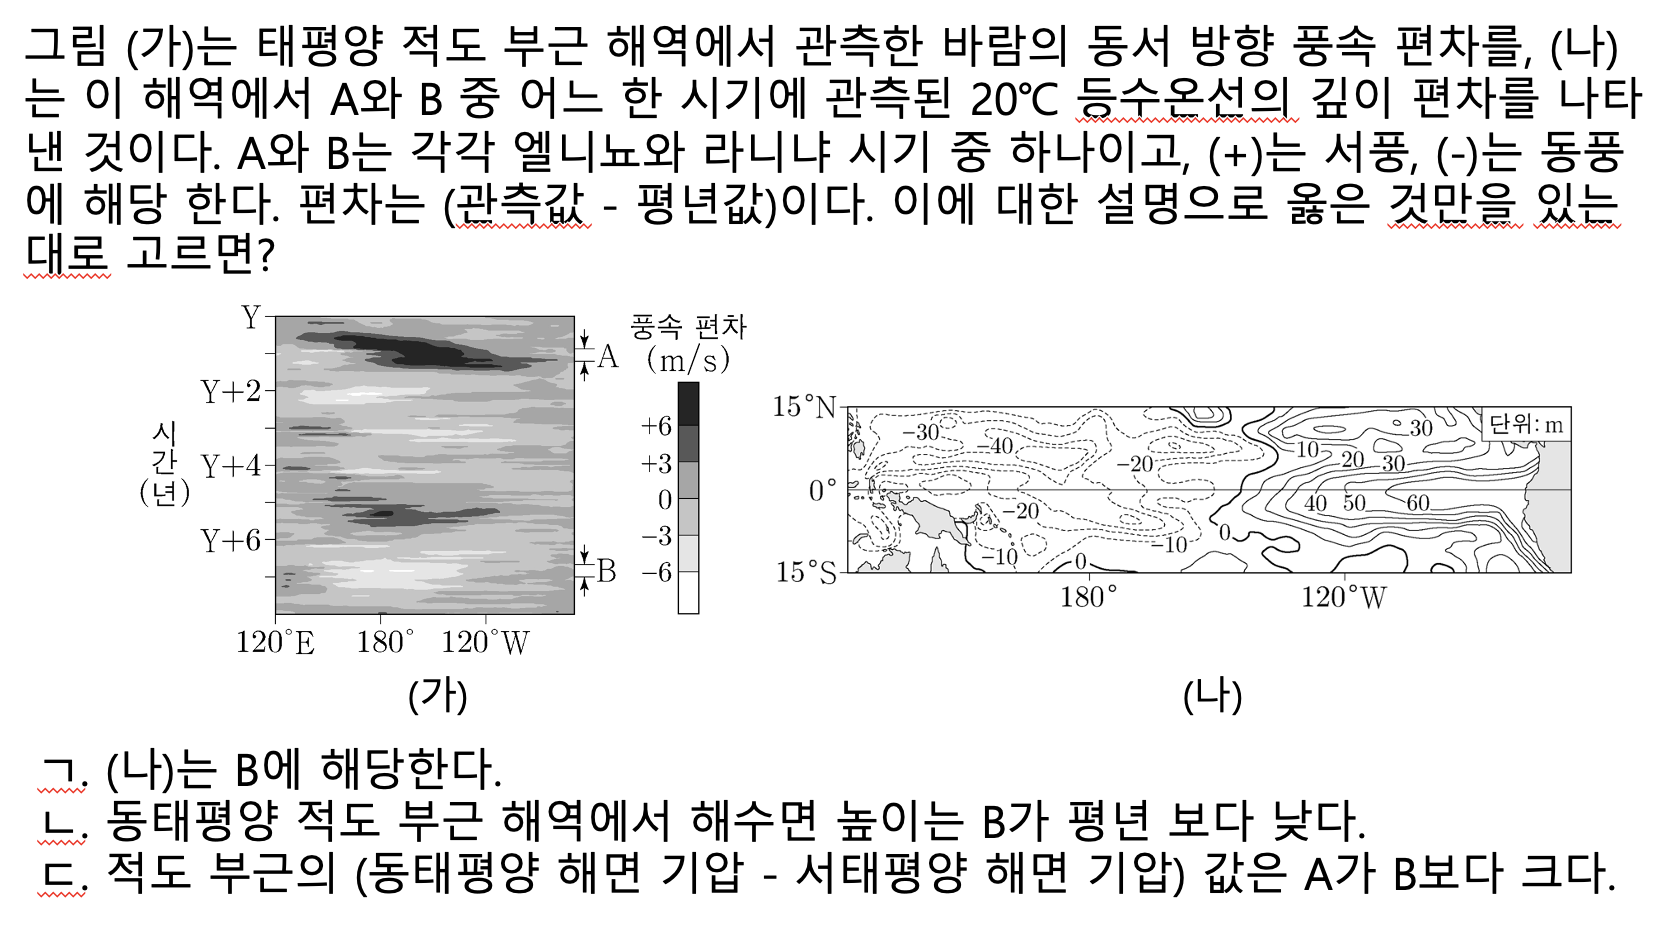 그림 (가)는 태평양 적도 부근 해역에서 관측한 바람의 동서 방향 풍속 편차를, (나)
는 이 해역에서 A와 B 중 어느 한 시기에 관측된 20℃ 등수온선의 깊이 편차를 나타
낸 것이다. A와 B는 각각 엘니뇨와 라니냐 시기 중 하나이고, (+)는 서풍, (-)는 동풍
에 해당 한다. 편차는 (관측값 - 평년값)이다. 이에 대한 설명으로 옳은 것만을 있는
대로 고르면?
Y
Y+2
Y+4
Y+6
시간(년)
120°E 180° 120°W
A
B
풍속 편차
(m/s)
+6
+3
0
-3
-6
(가)
15°N
0°
15°S
단위: m
-30
-40
-20
-20
-10
-10
0
0
10
20
30
30
40
50
60
180° 120°W
(나)
ㄱ. (나)는 B에 해당한다.
ㄴ. 동태평양 적도 부근 해역에서 해수면 높이는 B가 평년 보다 낮다.
ㄷ. 적도 부근의 (동태평양 해면 기압 - 서태평양 해면 기압) 값은 A가 B보다 크다.